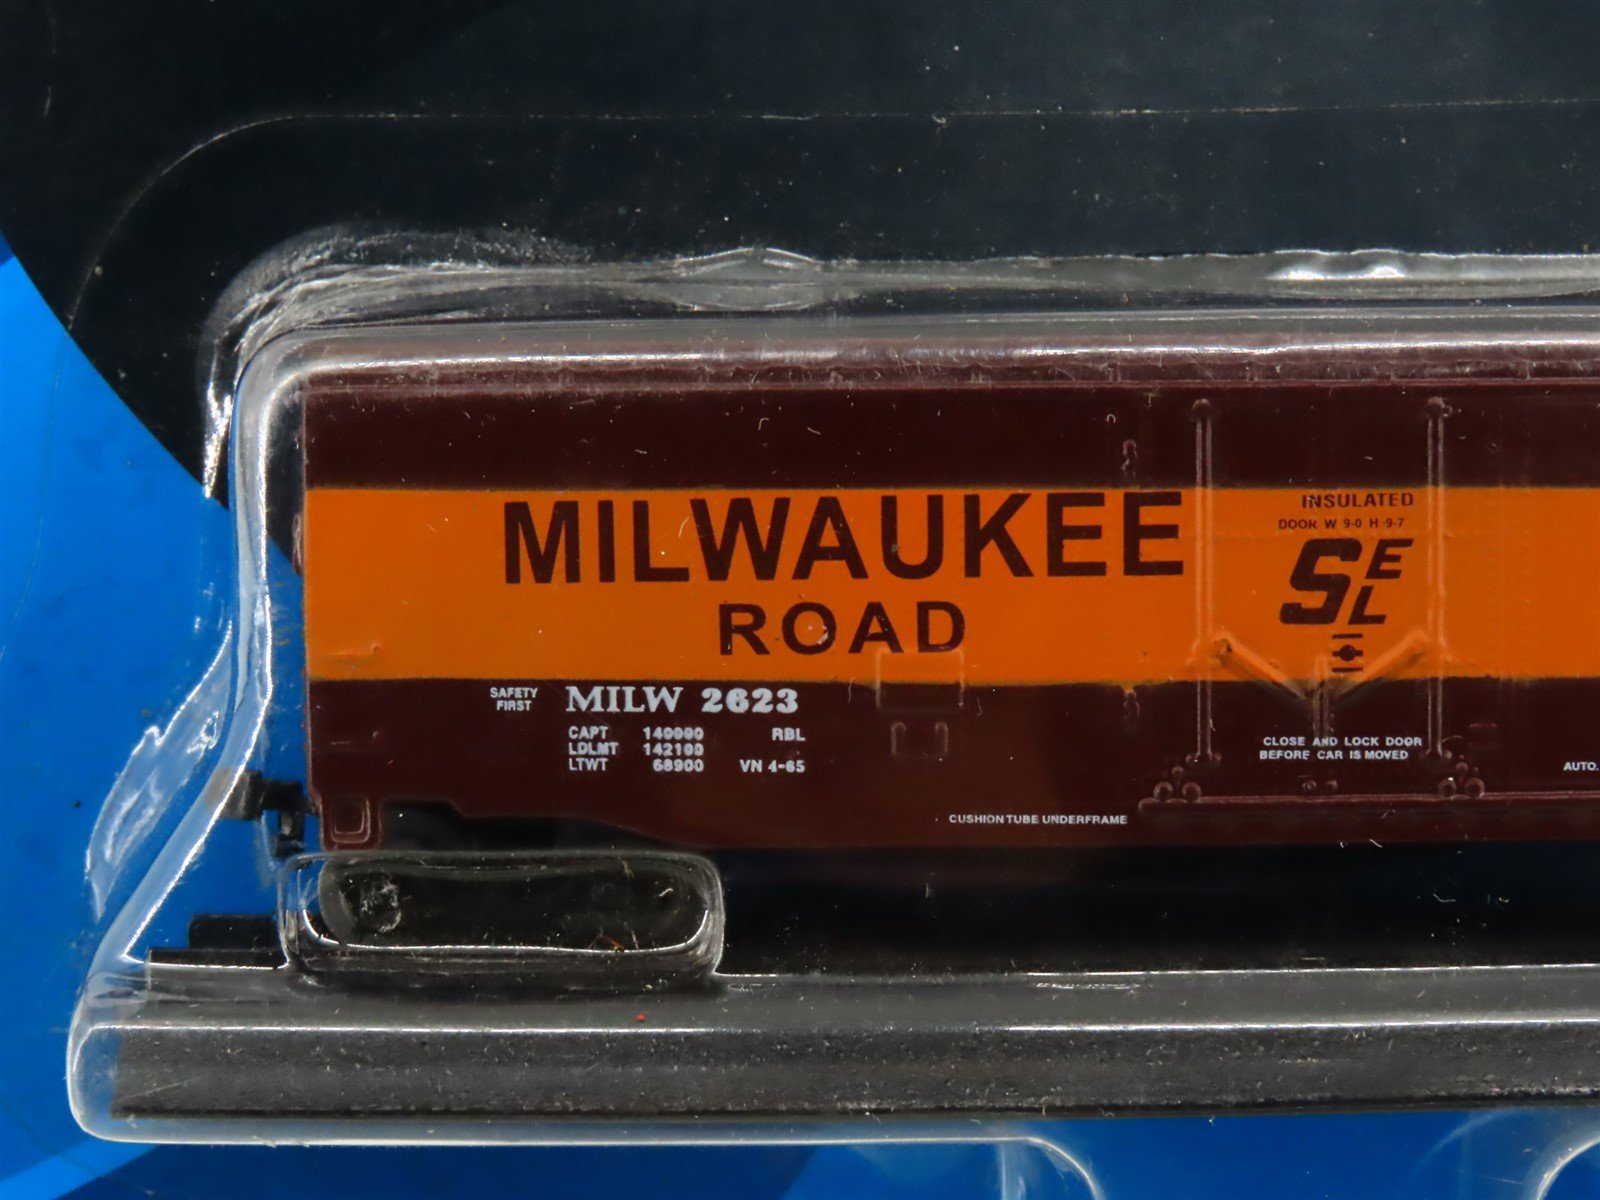 MILWAUKEE
ROAD
SAFETY
FIRST
MILW 2623
CAPT 140000 RBL
LDLMT 142100
LTWT 68900 VN 4-65
CUSHION TUBE UNDERFRAME
INSULATED
DOOR W 9-0 H-9-7
SEL
CLOSE AND LOCK DOOR
BEFORE CAR IS MOVED
AUTO.